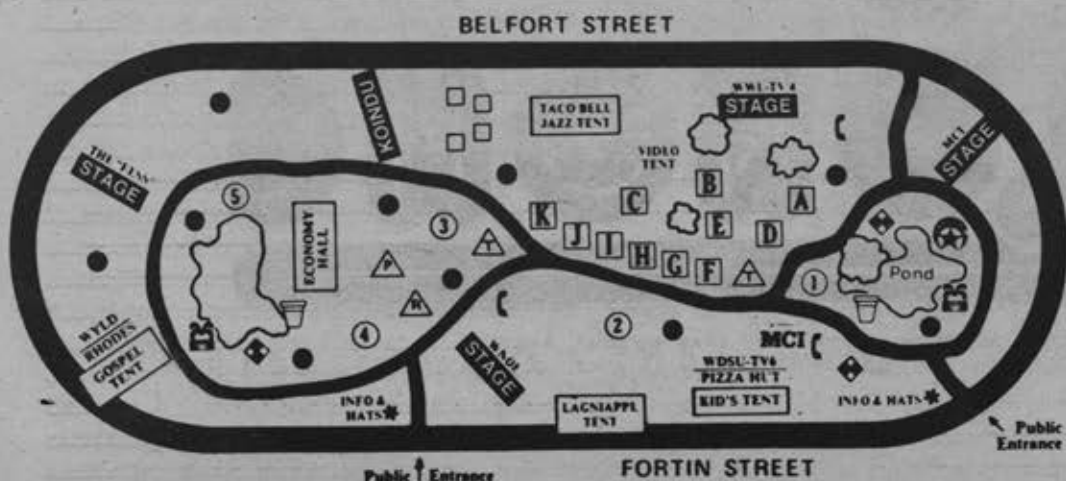 BELFORT STREET
KOINDU
TACO BELL
JAZZ TENT
WWL-TV 4
STAGE
MCI
STAGE
VIDEO
TENT
THE
STAGE
A
B
C
D
E
F
G
H
I
J
K
5
ECONOMY
HALL
3
T
P
R
4
T
1
Pond
2
MCI
WYLD
RHODES
GOSPEL
TENT
STAGE
WDSU-TV6
PIZZA HUT
KID'S TENT
INFO &
HATS
LAGNIAPPE
TENT
INFO &
HATS
Public
Entrance
Public Entrance
FORTIN STREET